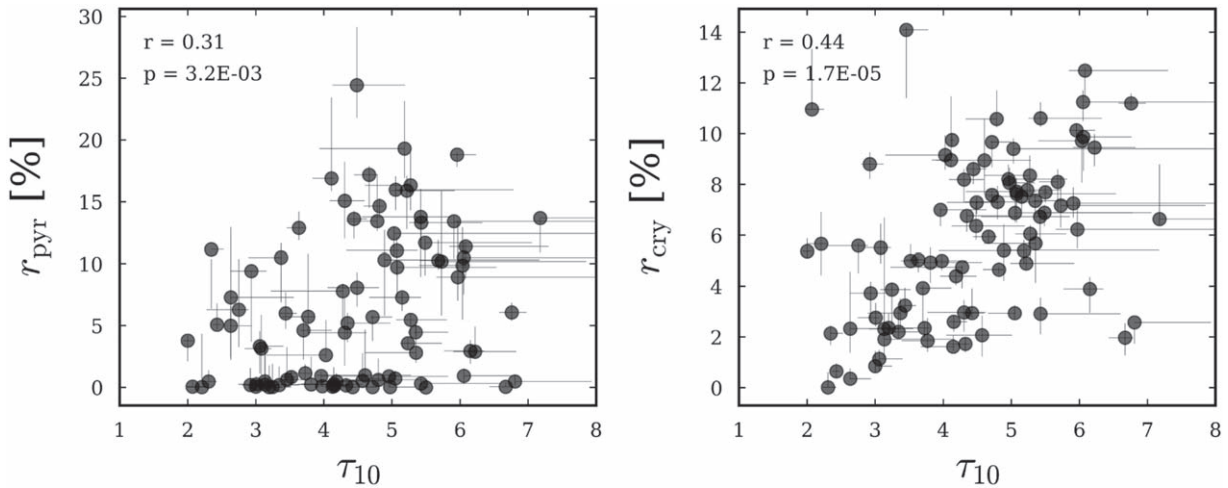 r = 0.31
p = 3.2E-03
30
25
20
15
10
5
0
r_pyr [%]
1 2 3 4 5 6 7 8
τ_10
r = 0.44
p = 1.7E-05
14
12
10
8
6
4
2
0
r_cry [%]
1 2 3 4 5 6 7 8
τ_10